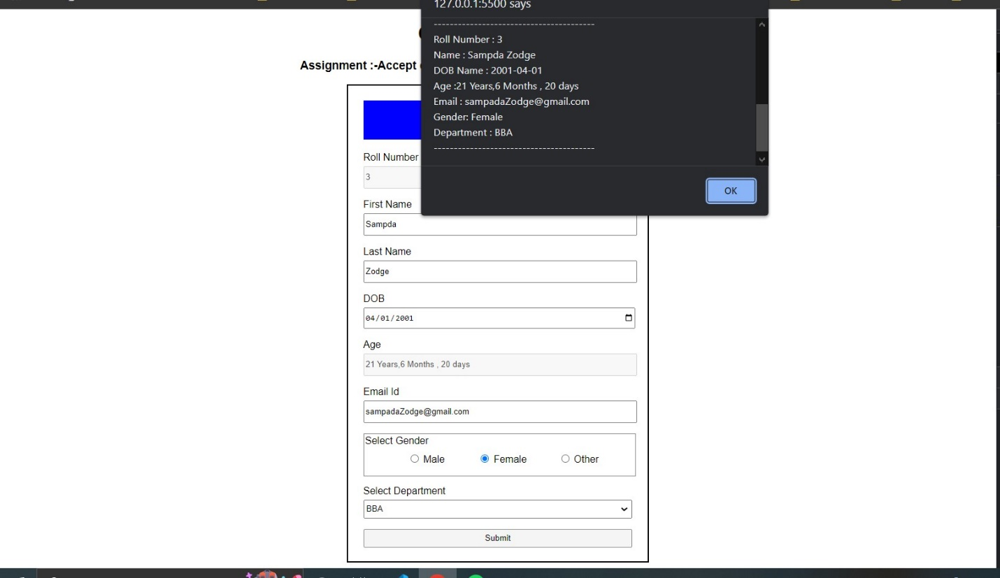 127.0.0.1:5500 says
----------------------------------------
Roll Number : 3
Name : Sampda Zodge
DOB Name : 2001-04-01
Age :21 Years,6 Months , 20 days
Email : sampadaZodge@gmail.com
Gender: Female
Department : BBA
----------------------------------------
OK
Assignment :-Accept
Roll Number
3
First Name
Sampda
Last Name
Zodge
DOB
04/01/2001
Age
21 Years,6 Months , 20 days
Email Id
sampadaZodge@gmail.com
Select Gender
Male Female Other
Select Department
BBA
Submit